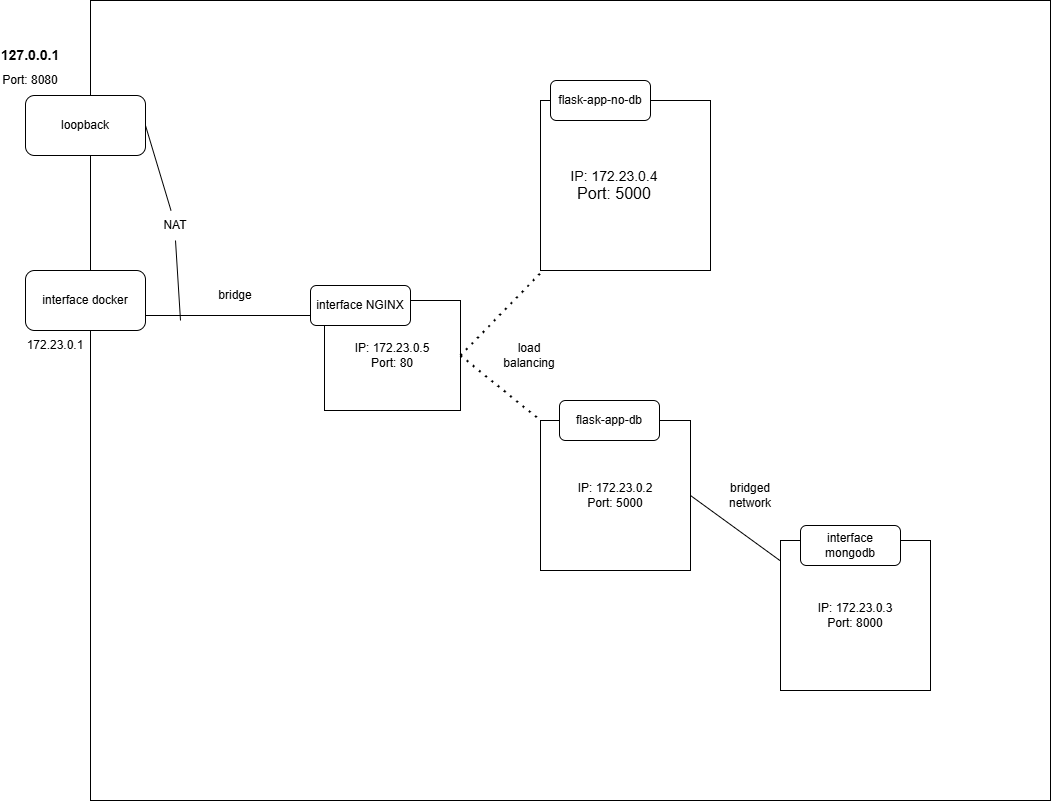 127.0.0.1
Port: 8080
loopback
NAT
interface docker
172.23.0.1
bridge
interface NGINX
IP: 172.23.0.5
Port: 80
load
balancing
flask-app-no-db
IP: 172.23.0.4
Port: 5000
flask-app-db
IP: 172.23.0.2
Port: 5000
bridged
network
interface
mongodb
IP: 172.23.0.3
Port: 8000